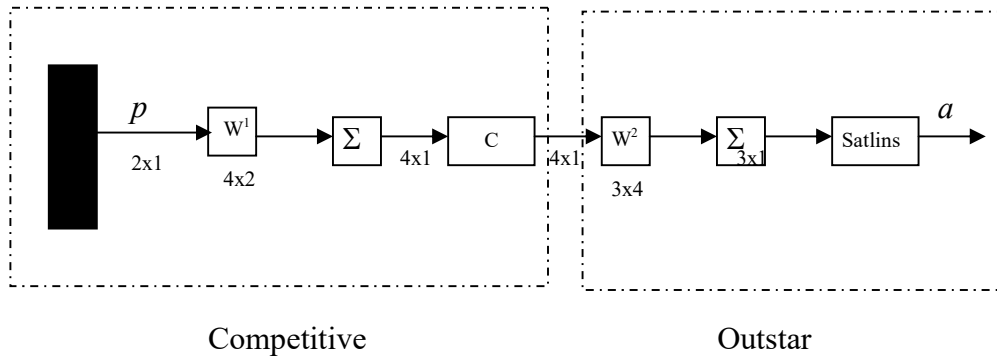 p
2x1
W¹
4x2
Σ
4x1
C
4x1
W²
3x4
Σ
3x1
Satlins
a
Competitive
Outstar